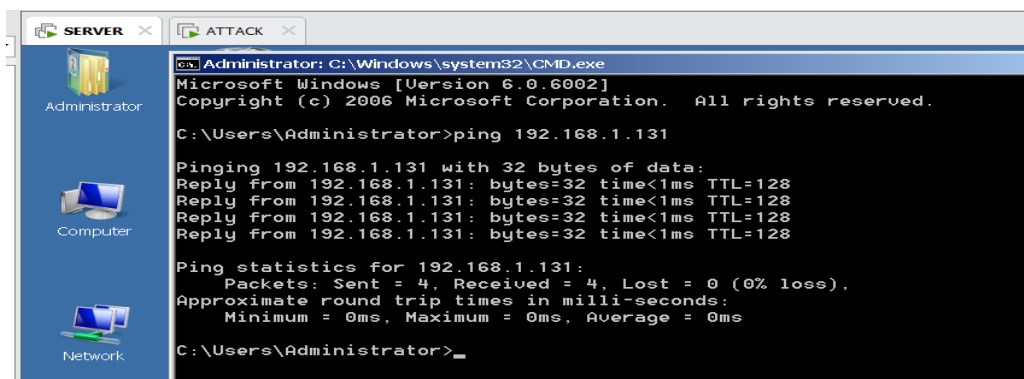 SERVER
ATTACK
Administrator
Computer
Network
Administrator: C:\Windows\system32\CMD.exe
Microsoft Windows [Version 6.0.6002]
Copyright (c) 2006 Microsoft Corporation.  All rights reserved.
C:\Users\Administrator>ping 192.168.1.131
Pinging 192.168.1.131 with 32 bytes of data:
Reply from 192.168.1.131: bytes=32 time<1ms TTL=128
Reply from 192.168.1.131: bytes=32 time<1ms TTL=128
Reply from 192.168.1.131: bytes=32 time<1ms TTL=128
Reply from 192.168.1.131: bytes=32 time<1ms TTL=128
Ping statistics for 192.168.1.131:
    Packets: Sent = 4, Received = 4, Lost = 0 (0% loss),
Approximate round trip times in milli-seconds:
    Minimum = 0ms, Maximum = 0ms, Average = 0ms
C:\Users\Administrator>_